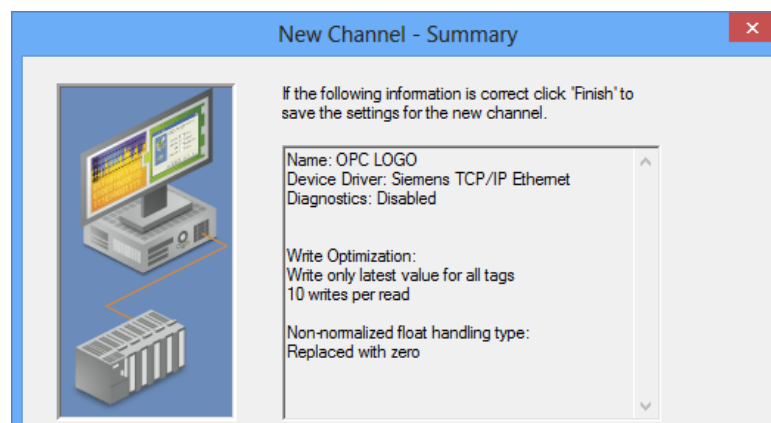 New Channel - Summary
If the following information is correct click 'Finish' to
save the settings for the new channel.
Name: OPC LOGO
Device Driver: Siemens TCP/IP Ethernet
Diagnostics: Disabled
Write Optimization:
Write only latest value for all tags
10 writes per read
Non-normalized float handling type:
Replaced with zero